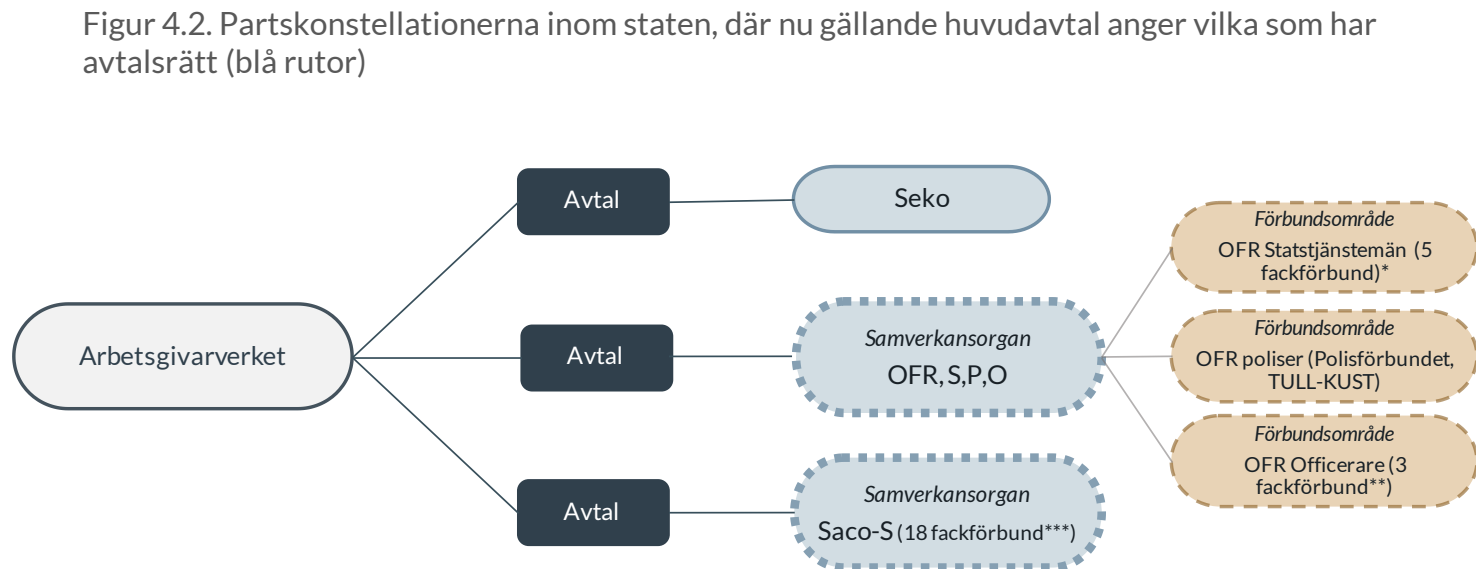 Figur 4.2. Partskonstellationerna inom staten, där nu gällande huvudavtal anger vilka som har
avtalsrätt (blå rutor)
Arbetsgivarverket
Avtal
Seko
Avtal
Samverkansorgan
OFR, S,P,O
Avtal
Samverkansorgan
Saco-S (18 fackförbund***)
Förbundsområde
OFR Statstjänstemän (5
fackförbund)*
Förbundsområde
OFR poliser (Polisförbundet,
TULL-KUST)
Förbundsområde
OFR Officerare (3
fackförbund**)